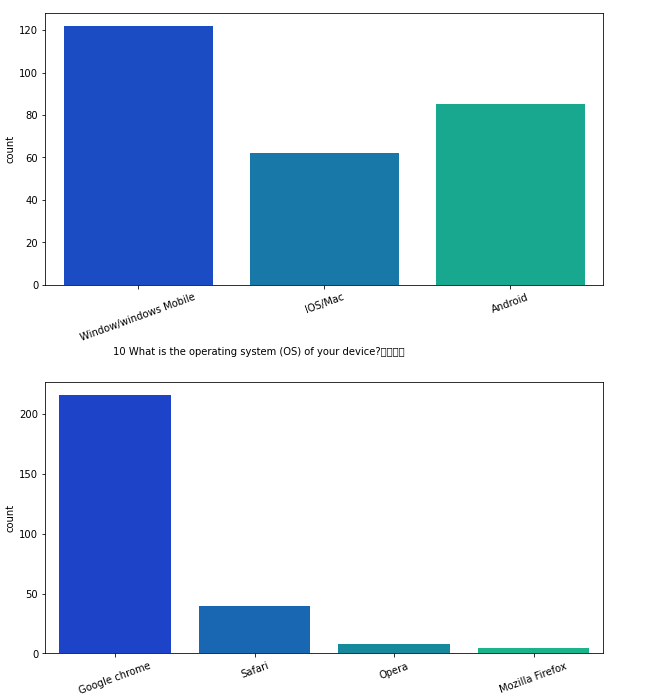 120
100
80
60
40
20
0
count
Window/windows Mobile
IOS/Mac
Android
10 What is the operating system (OS) of your device?▯▯▯▯
200
150
100
50
0
count
Google chrome
Safari
Opera
Mozilla Firefox